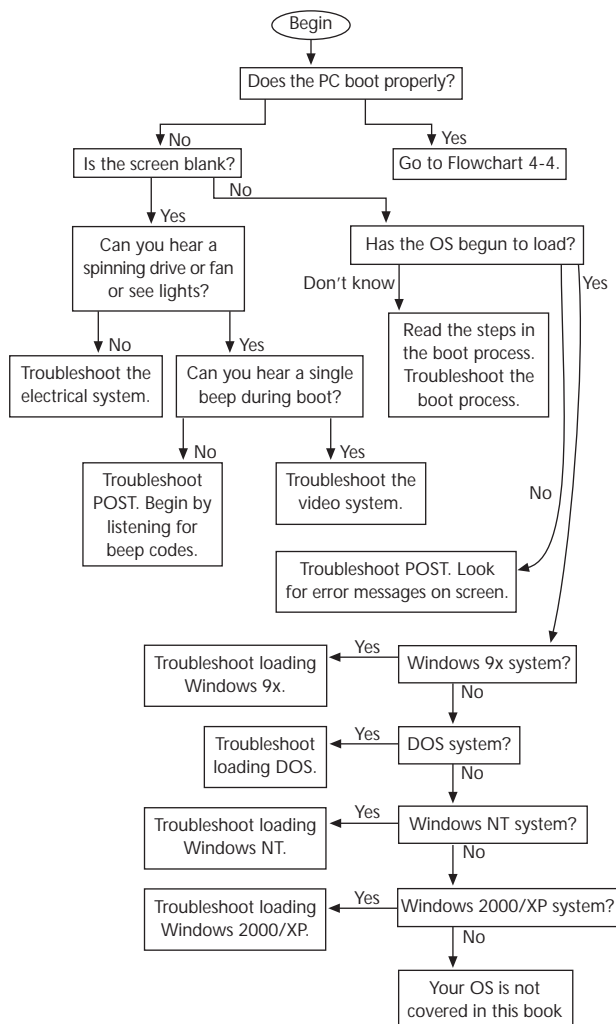 Begin
Does the PC boot properly?
No
Yes
Is the screen blank?
Go to Flowchart 4-4.
No
Yes
Can you hear a
spinning drive or fan
or see lights?
Has the OS begun to load?
Don't know
Yes
No
Yes
Read the steps in
the boot process.
Troubleshoot the
boot process.
Troubleshoot the
electrical system.
Can you hear a single
beep during boot?
No
Yes
Troubleshoot
POST. Begin by
listening for
beep codes.
Troubleshoot the
video system.
No
Troubleshoot POST. Look
for error messages on screen.
Troubleshoot loading
Windows 9x.
Yes
Windows 9x system?
No
Troubleshoot
loading DOS.
Yes
DOS system?
No
Troubleshoot loading
Windows NT.
Yes
Windows NT system?
No
Troubleshoot loading
Windows 2000/XP.
Yes
Windows 2000/XP system?
No
Your OS is not
covered in this book